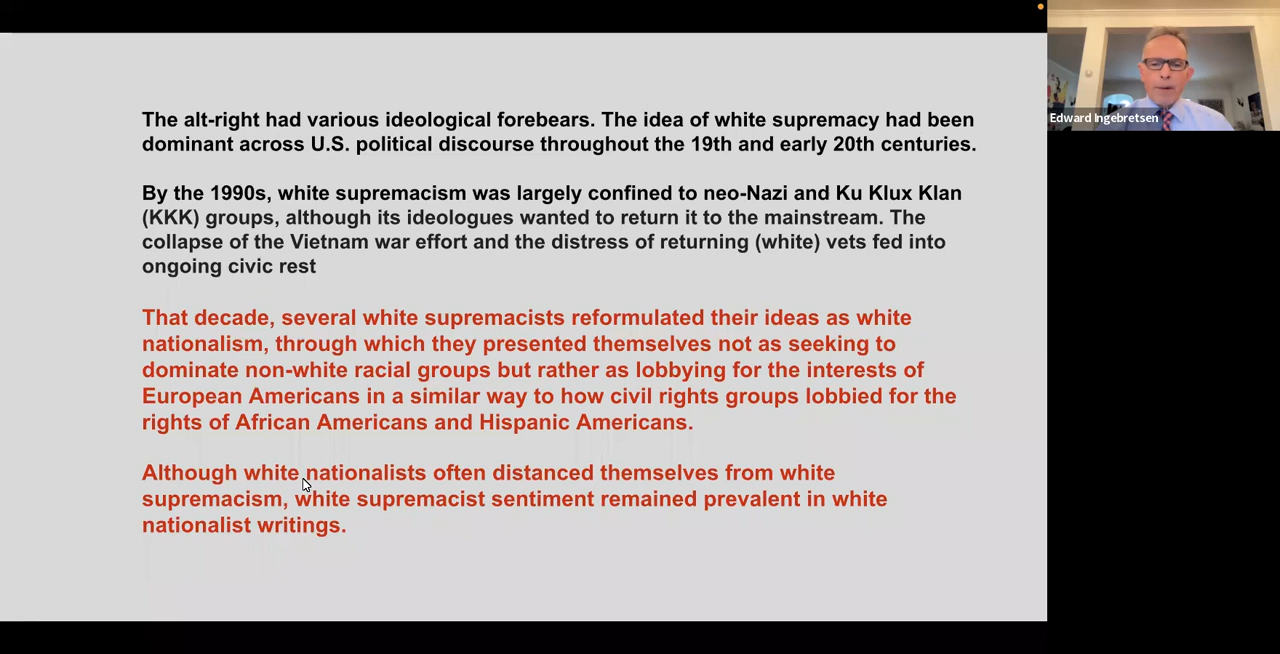 The alt-right had various ideological forebears. The idea of white supremacy had been
dominant across U.S. political discourse throughout the 19th and early 20th centuries.
By the 1990s, white supremacism was largely confined to neo-Nazi and Ku Klux Klan
(KKK) groups, although its ideologues wanted to return it to the mainstream. The
collapse of the Vietnam war effort and the distress of returning (white) vets fed into
ongoing civic rest
That decade, several white supremacists reformulated their ideas as white
nationalism, through which they presented themselves not as seeking to
dominate non-white racial groups but rather as lobbying for the interests of
European Americans in a similar way to how civil rights groups lobbied for the
rights of African Americans and Hispanic Americans.
Although white nationalists often distanced themselves from white
supremacism, white supremacist sentiment remained prevalent in white
nationalist writings.
Edward Ingebretsen